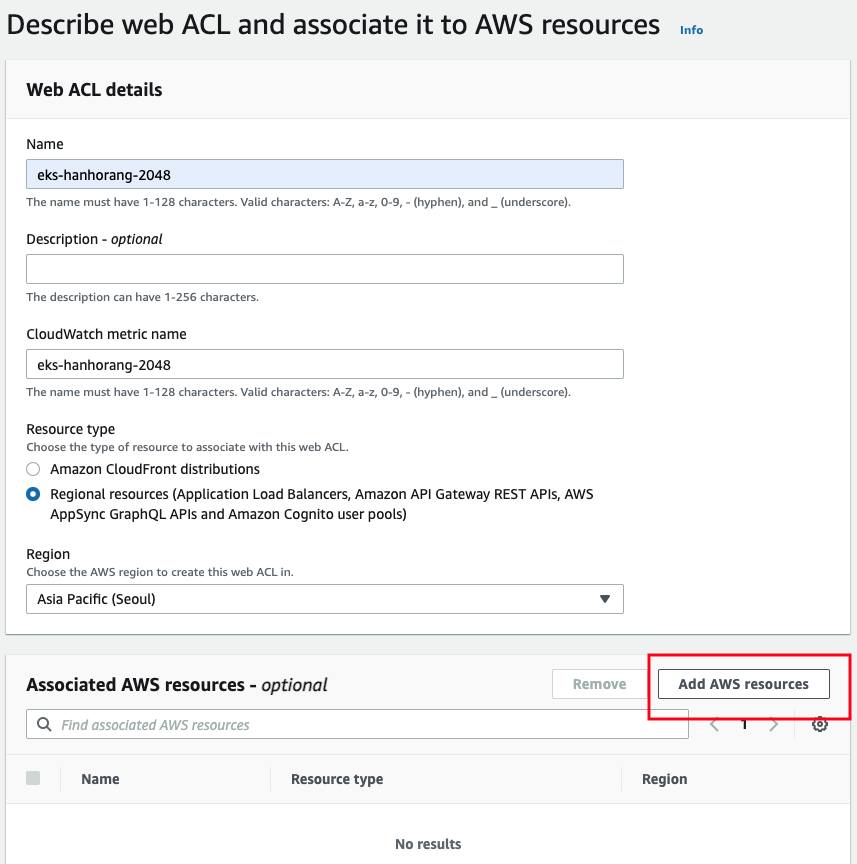 Describe web ACL and associate it to AWS resources Info
Web ACL details
Name
eks-hanhorang-2048
The name must have 1-128 characters. Valid characters: A-Z, a-z, 0-9, - (hyphen), and _ (underscore).
Description - optional
The description can have 1-256 characters.
CloudWatch metric name
eks-hanhorang-2048
The name must have 1-128 characters. Valid characters: A-Z, a-z, 0-9, - (hyphen), and _ (underscore).
Resource type
Choose the type of resource to associate with this web ACL.
Amazon CloudFront distributions
Regional resources (Application Load Balancers, Amazon API Gateway REST APIs, AWS
AppSync GraphQL APIs and Amazon Cognito user pools)
Region
Choose the AWS region to create this web ACL in.
Asia Pacific (Seoul)
Associated AWS resources - optional Remove Add AWS resources
Find associated AWS resources 1
Name Resource type Region
No results